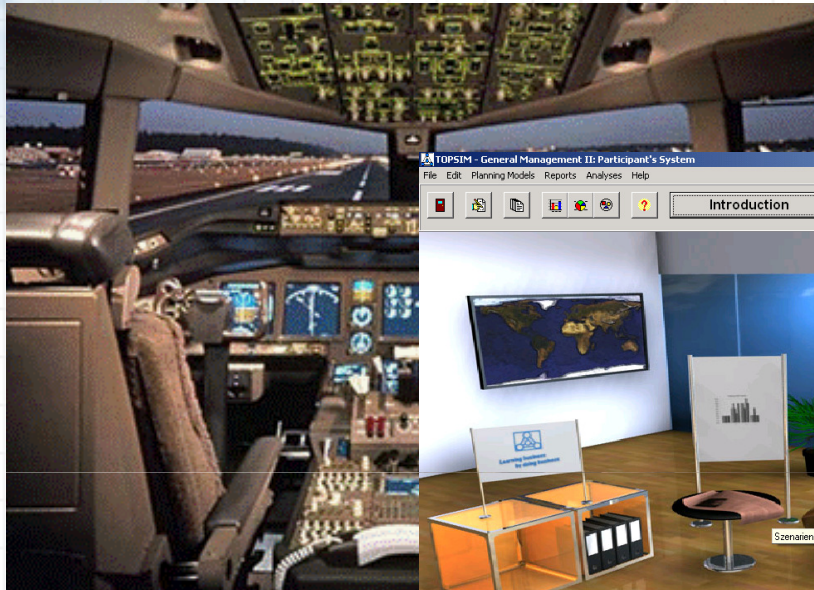 TOPSIM - General Management II: Participant's System
File Edit Planning Models Reports Analyses Help
? Introduction
Learning business
by doing business
Szenarien